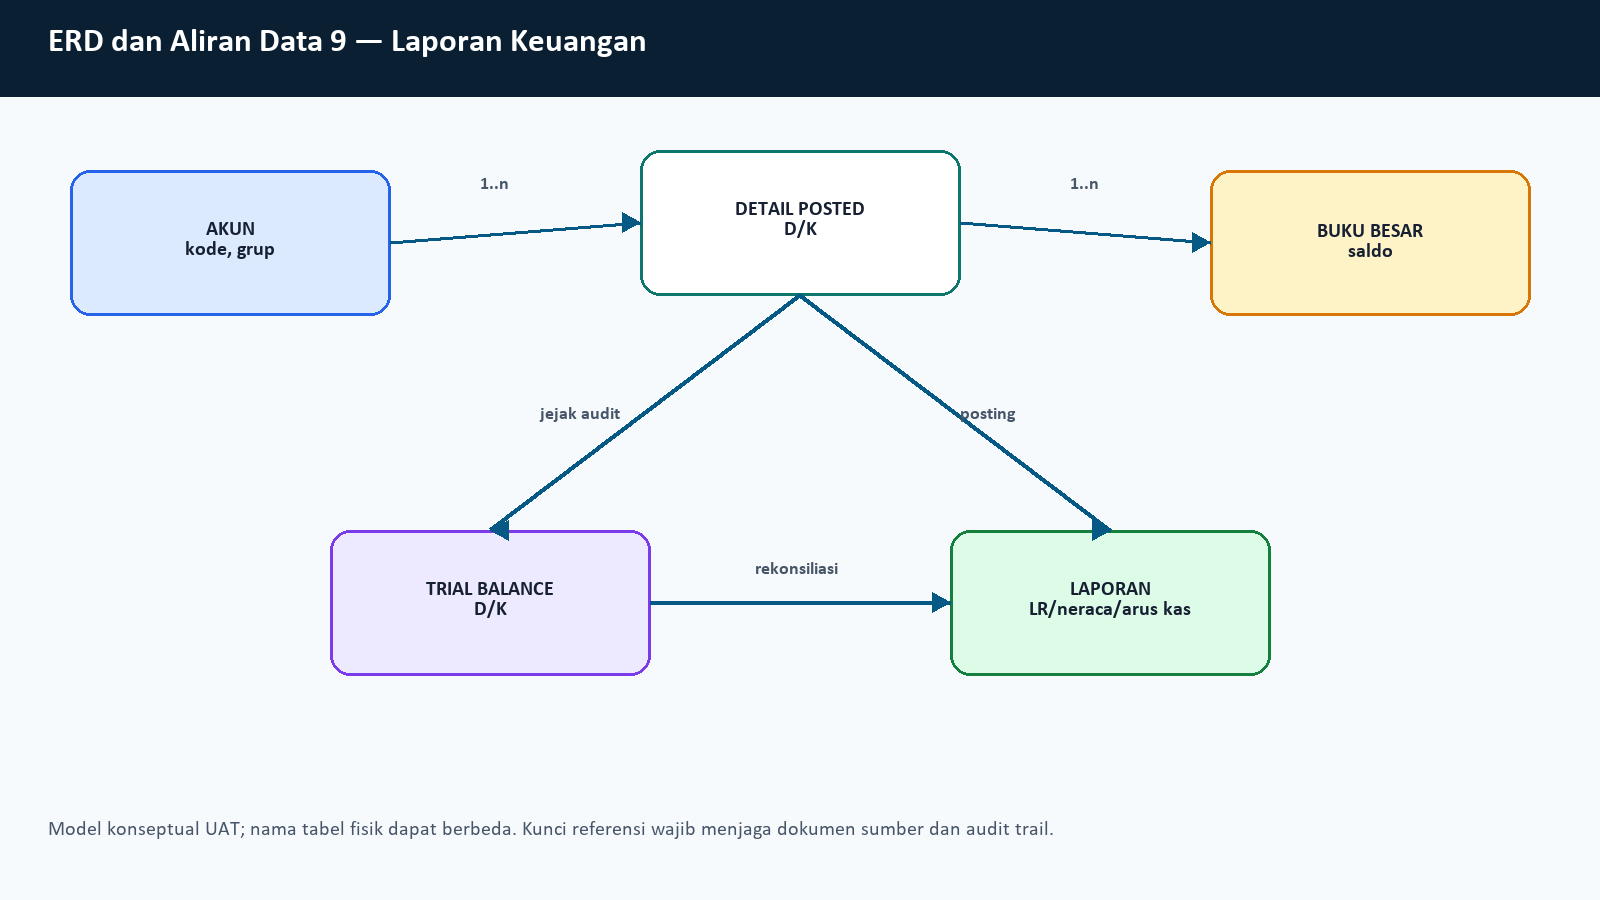 ERD dan Aliran Data 9 — Laporan Keuangan
AKUN
kode, grup
1..n
DETAIL POSTED
D/K
1..n
BUKU BESAR
saldo
jejak audit
posting
TRIAL BALANCE
D/K
rekonsiliasi
LAPORAN
LR/neraca/arus kas
Model konseptual UAT; nama tabel fisik dapat berbeda. Kunci referensi wajib menjaga dokumen sumber dan audit trail.